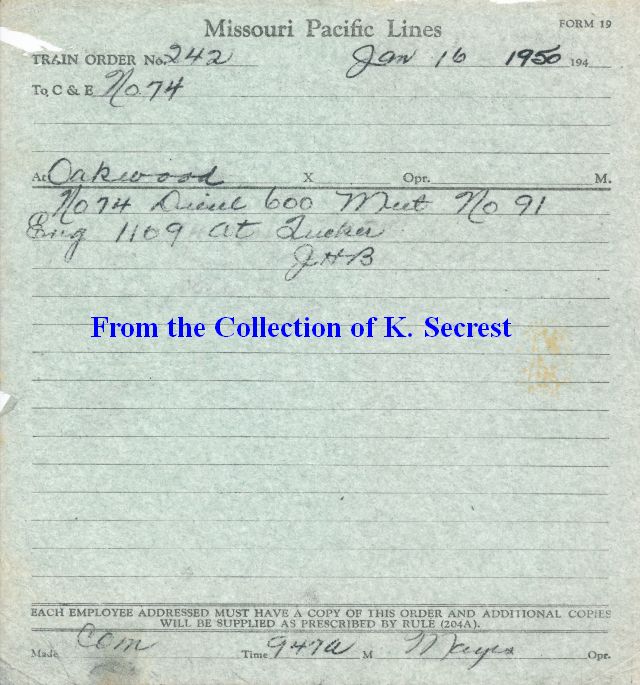 Missouri Pacific Lines
FORM 19
TRAIN ORDER No. 242 Jan 16 1950 194
To C & E No. 74
At Oakwood X Opr. M.
No 74 Diesel 600 Meet No 91
Eng 1109 at Tucker
JHB
From the Collection of K. Secrest
EACH EMPLOYEE ADDRESSED MUST HAVE A COPY OF THIS ORDER AND ADDITIONAL COPIES
WILL BE SUPPLIED AS PRESCRIBED BY RULE (204A).
Made Com Time 947a M Mayes Opr.